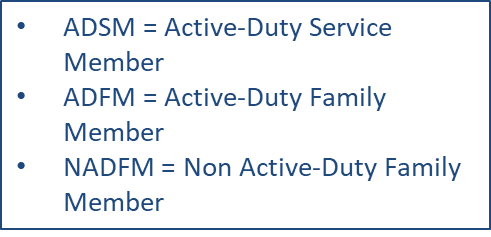 • ADSM = Active-Duty Service
Member
• ADFM = Active-Duty Family
Member
• NADFM = Non Active-Duty Family
Member